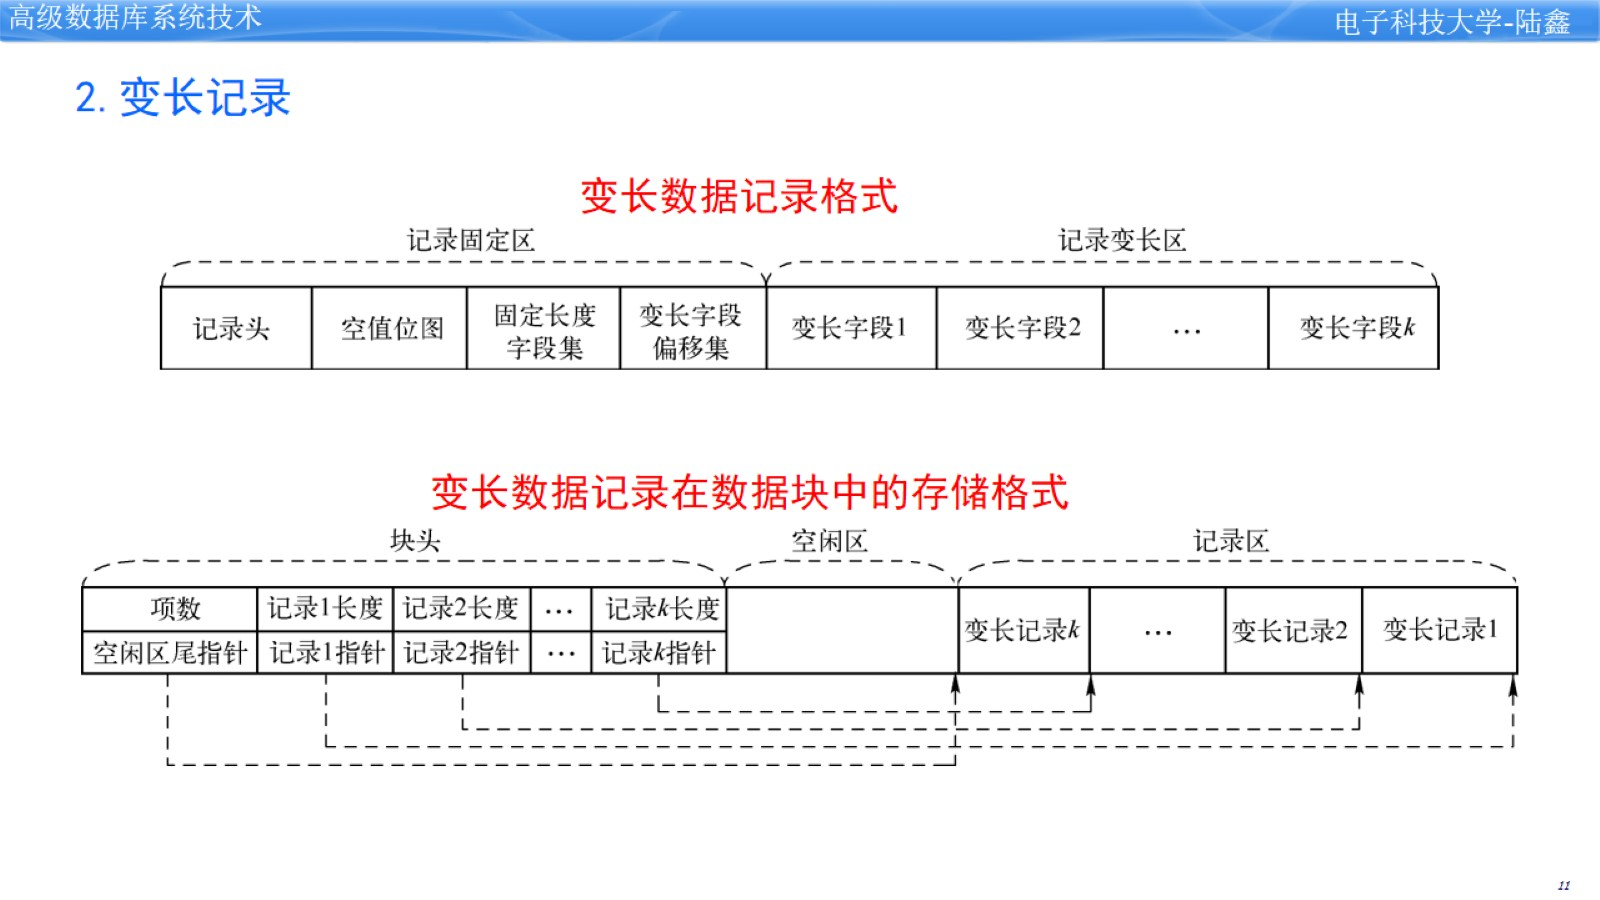 高级数据库系统技术
电子科技大学-陆鑫
2. 变长记录
变长数据记录格式
记录固定区
记录变长区
记录头
空值位图
固定长度
字段集
变长字段
偏移集
变长字段1
变长字段2
…
变长字段k
变长数据记录在数据块中的存储格式
块头
空闲区
记录区
项数
记录1长度
记录2长度
…
记录k长度
空闲区尾指针
记录1指针
记录2指针
…
记录k指针
变长记录k
…
变长记录2
变长记录1
11